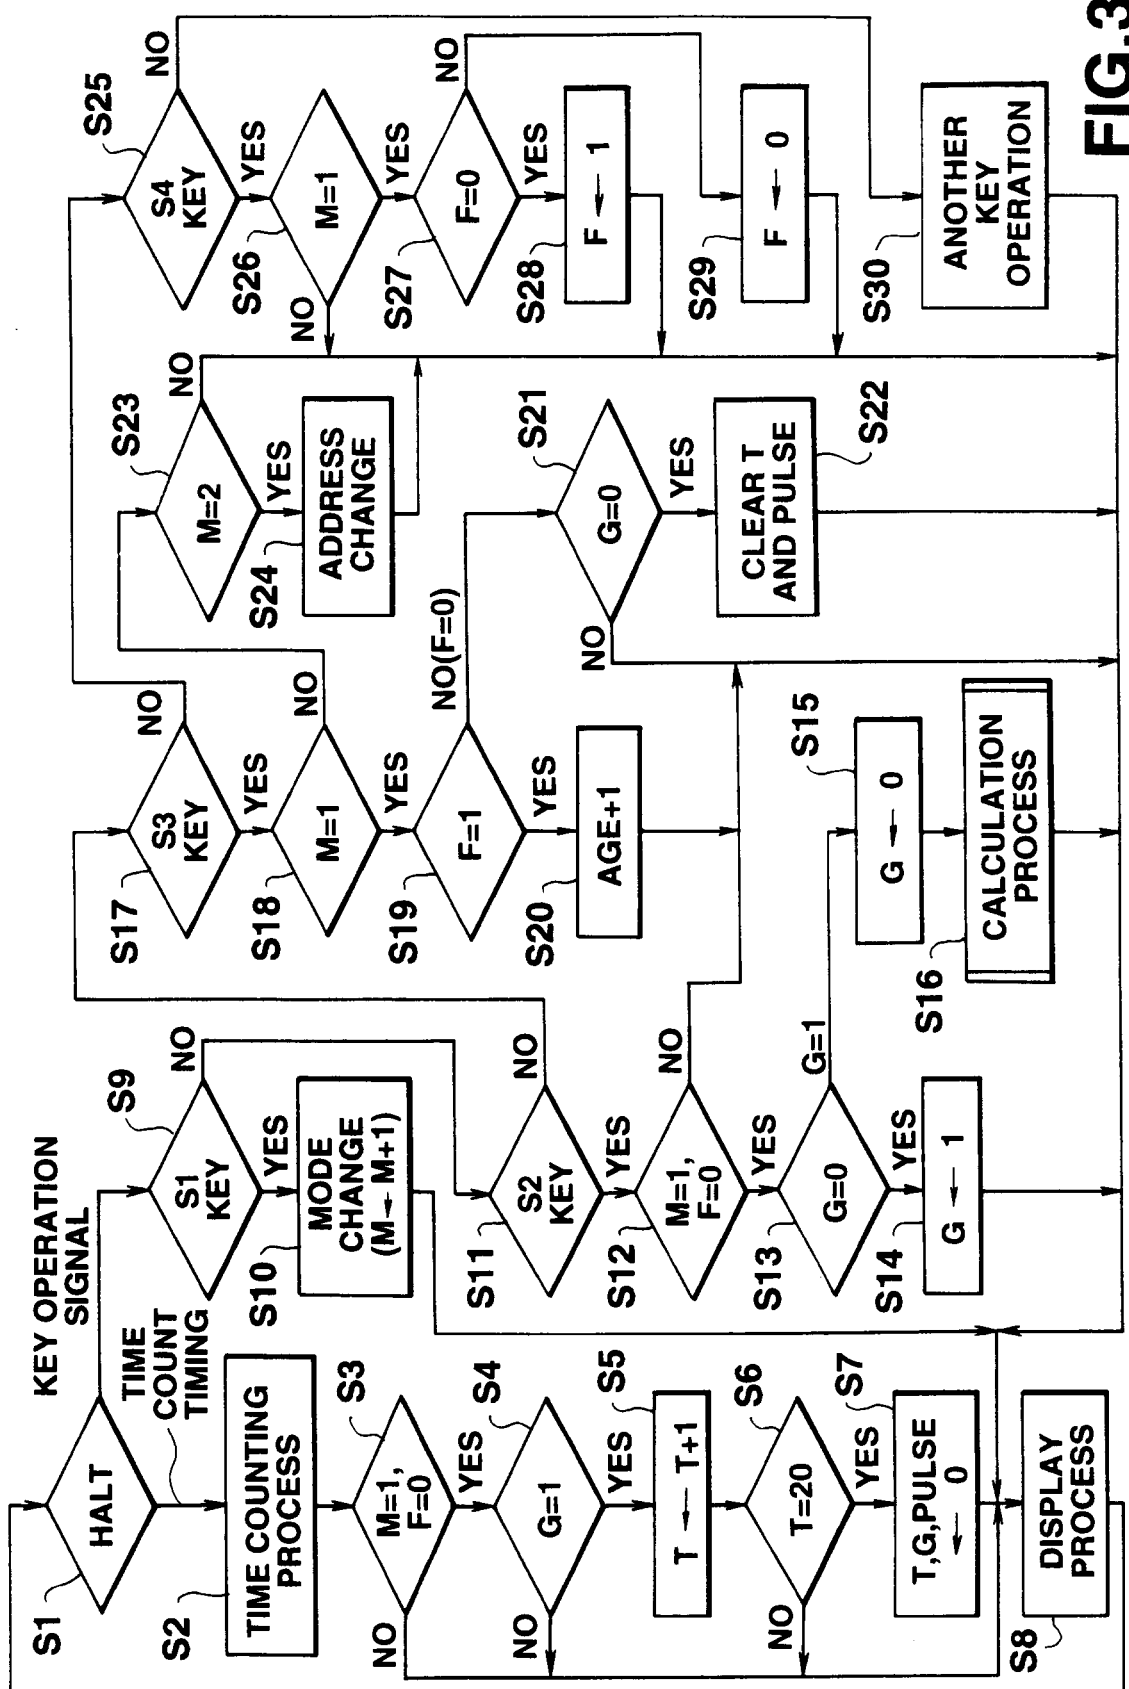 KEY OPERATION
SIGNAL
S1
HALT
TIME
COUNT
TIMING
S2
TIME COUNTING
PROCESS
S3
M=1,
F=0
NO
YES
S4
G=1
NO
YES
S5
T ← T+1
S6
T=20
NO
YES
S7
T,G,PULSE
← 0
S8
DISPLAY
PROCESS
S9
S1
KEY
NO
YES
S10
MODE
CHANGE
(M←M+1)
S11
S2
KEY
NO
YES
S12
M=1,
F=0
NO
YES
S13
G=0
G=1
YES
S14
G ← 1
S15
G ← 0
S16
CALCULATION
PROCESS
S17
S3
KEY
NO
YES
S18
M=1
NO
YES
S19
F=1
NO(F=0)
YES
S20
AGE+1
S21
G=0
NO
YES
S22
CLEAR T
AND PULSE
S23
M=2
NO
YES
S24
ADDRESS
CHANGE
S25
S4
KEY
NO
YES
S26
M=1
NO
YES
S27
F=0
NO
YES
S28
F ← 1
S29
F ← 0
S30
ANOTHER
KEY
OPERATION
FIG.3